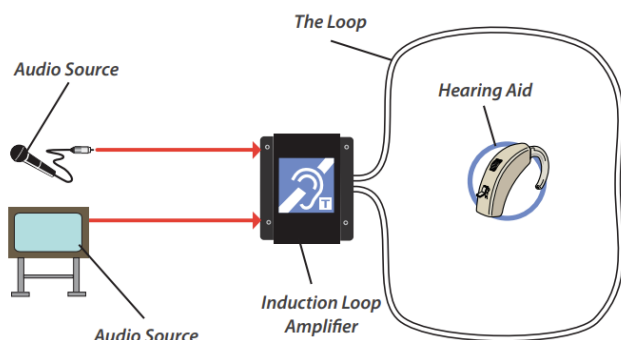 The Loop
Audio Source
Hearing Aid
T
Induction Loop
Amplifier
Audio Source